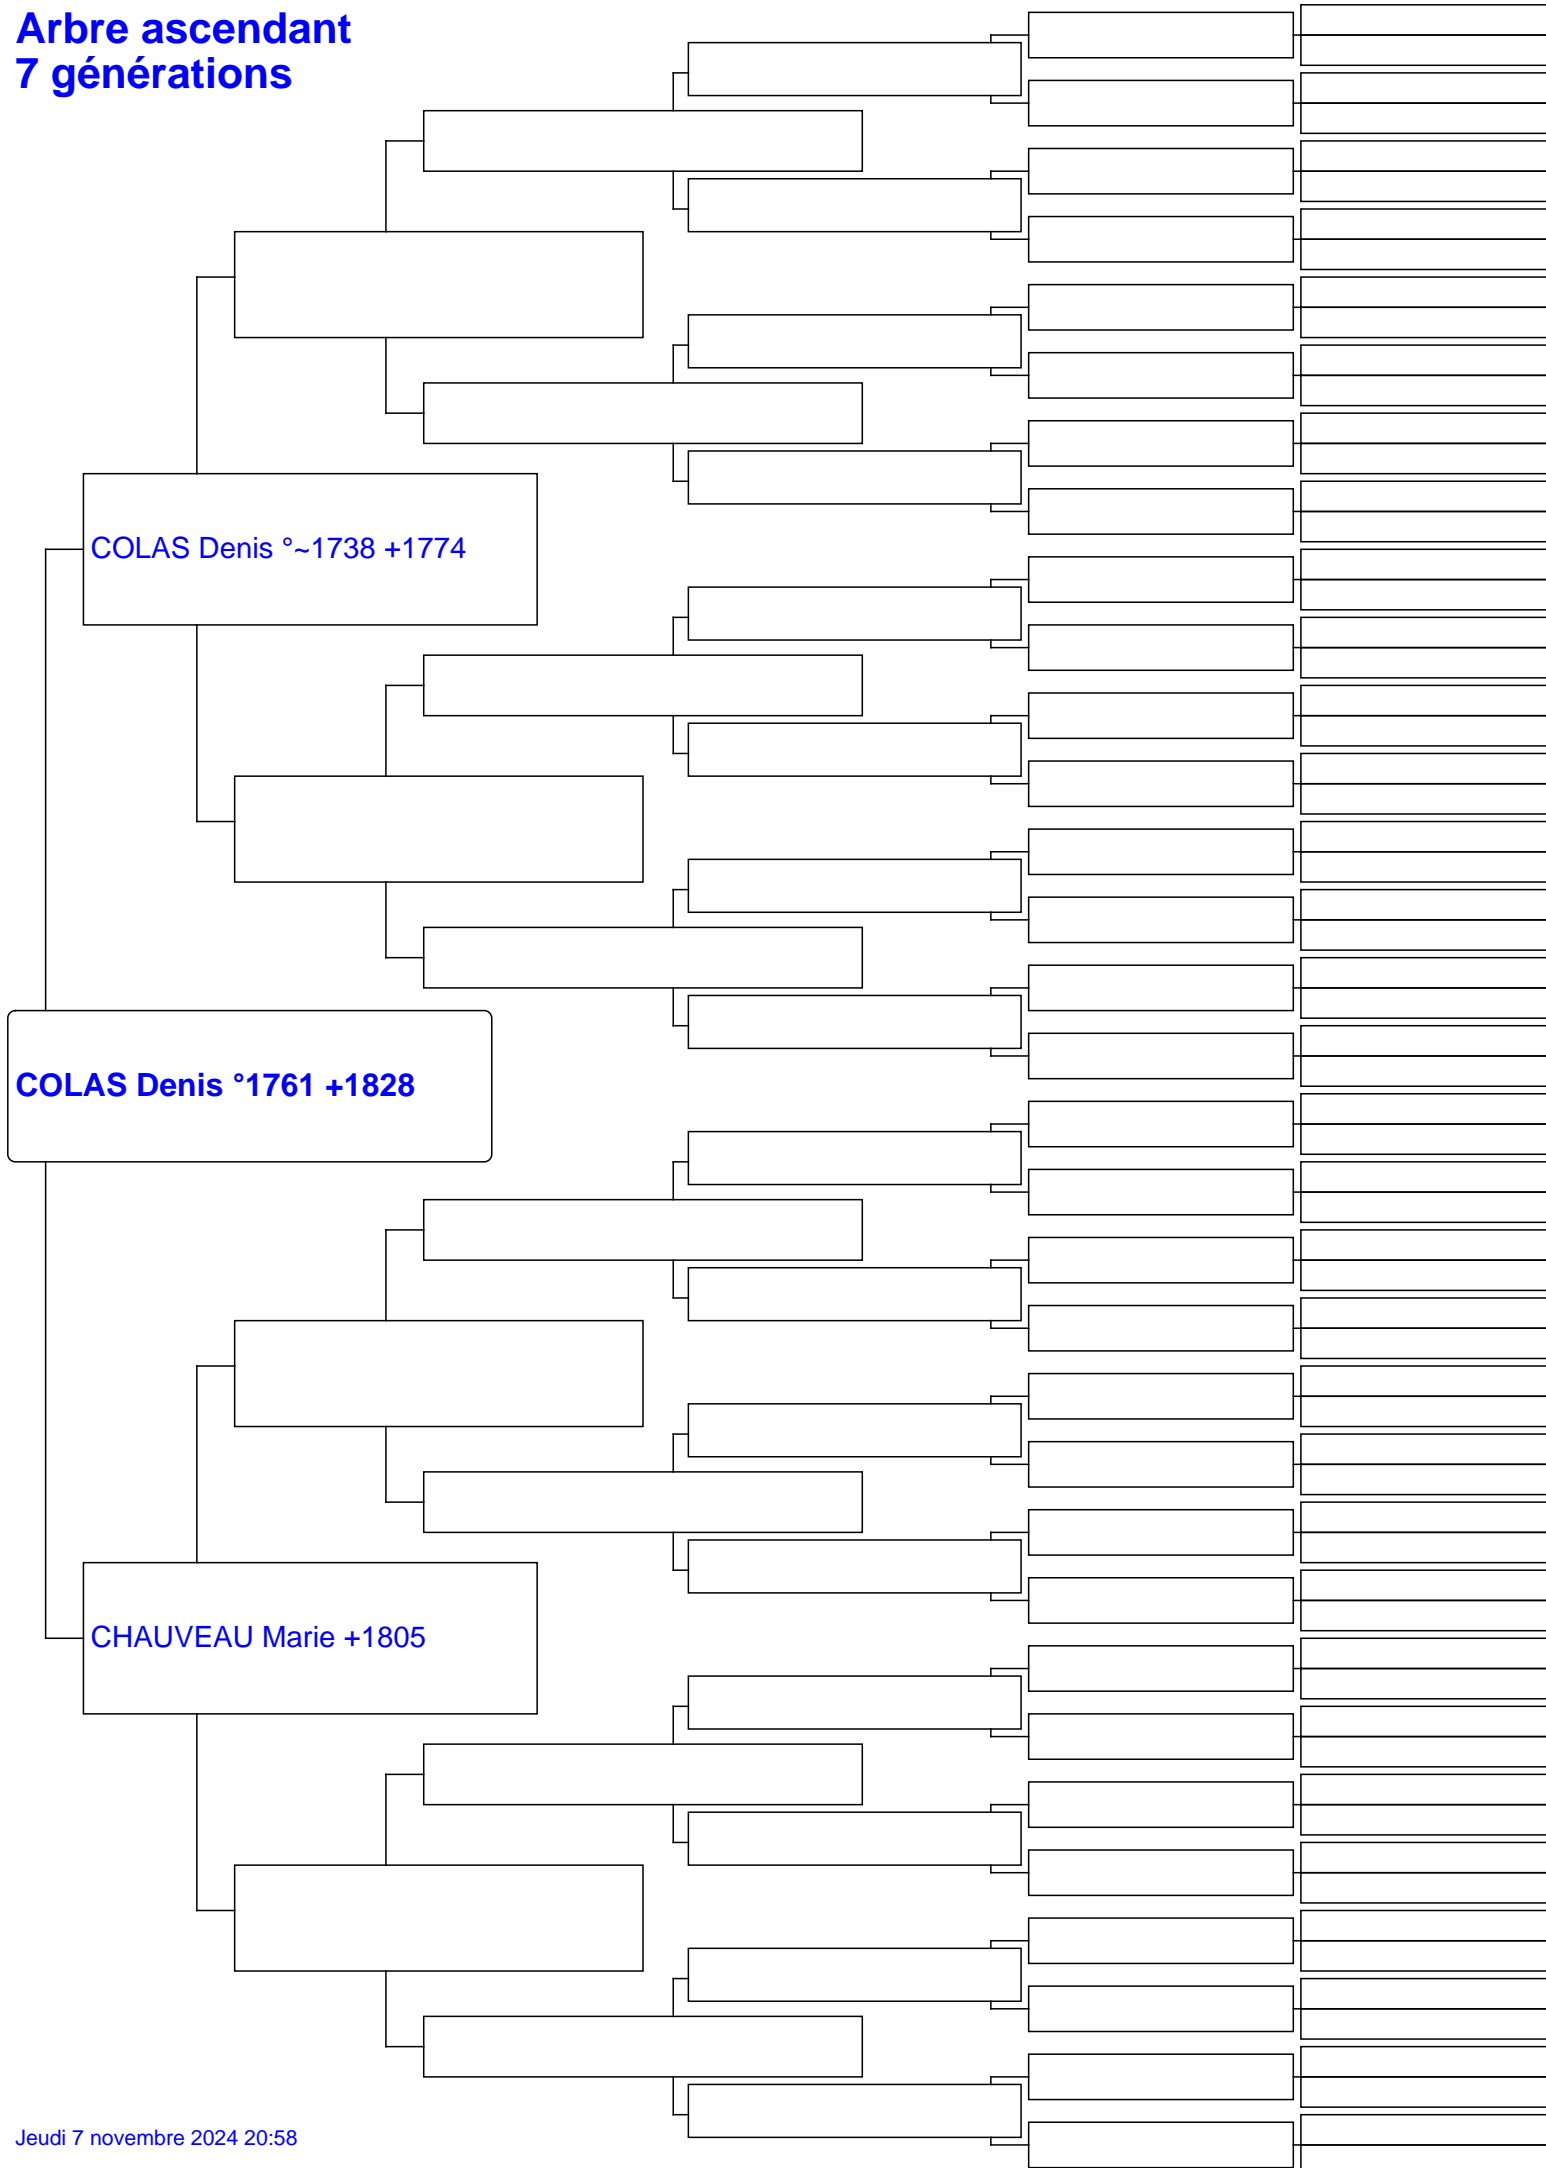 Arbre ascendant
7 générations
COLAS Denis °~1738 +1774
COLAS Denis °1761 +1828
CHAUVEAU Marie +1805
Jeudi 7 novembre 2024 20:58